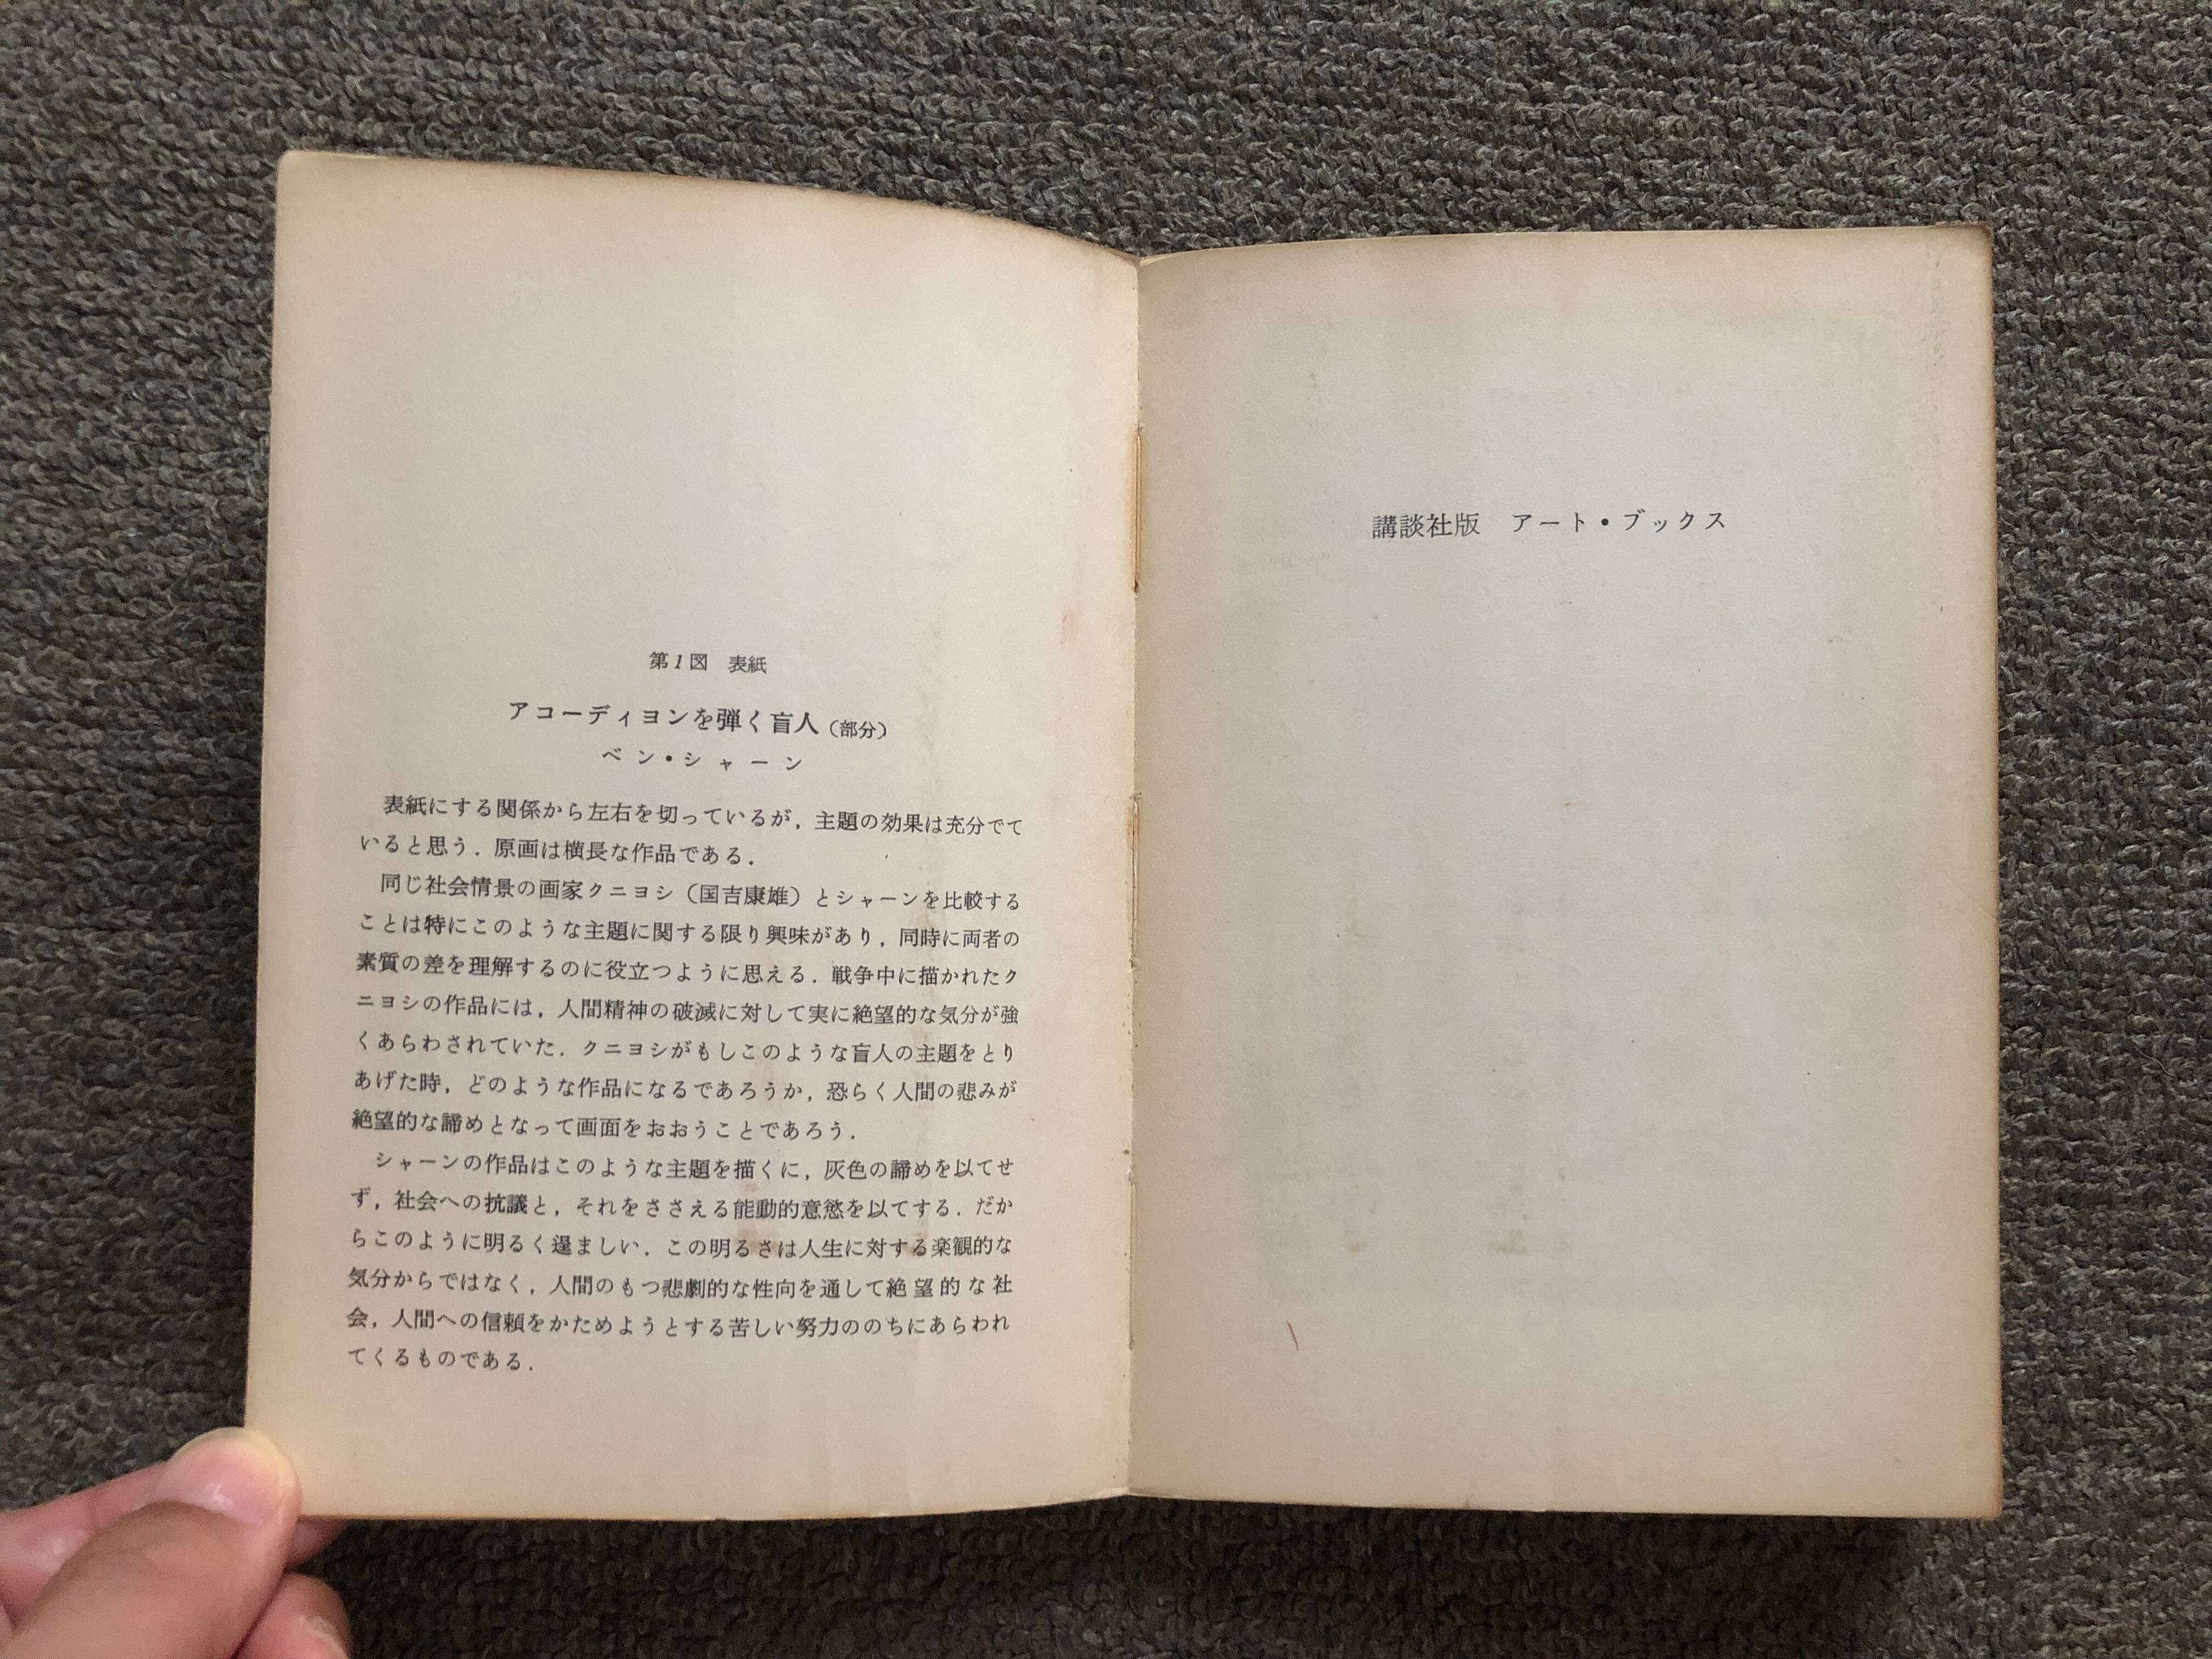 第1図　表紙
アコーディヨンを弾く盲人（部分）
ベン・シャーン
表紙にする関係から左右を切っているが，主題の効果は充分でて
いると思う．原画は横長な作品である．
同じ社会情景の画家クニヨシ（国吉康雄）とシャーンを比較する
ことは特にこのような主題に関する限り興味があり，同時に両者の
素質の差を理解するのに役立つように思える．戦争中に描かれたク
ニヨシの作品には，人間精神の破滅に対して実に絶望的な気分が強
くあらわされていた．クニヨシがもしこのような盲人の主題をとり
あげた時，どのような作品になるであろうか，恐らく人間の悲みが
絶望的な諦めとなって画面をおおうことであろう．
シャーンの作品はこのような主題を描くに，灰色の諦めを以てせ
ず，社会への抗議と，それをささえる能動的意慾を以てする．だか
らこのように明るく逞ましい．この明るさは人生に対する楽観的な
気分からではなく，人間のもつ悲劇的な性向を通して絶望的な社
会，人間への信頼をかためようとする苦しい努力ののちにあらわれ
てくるものである．
講談社版　アート・ブックス